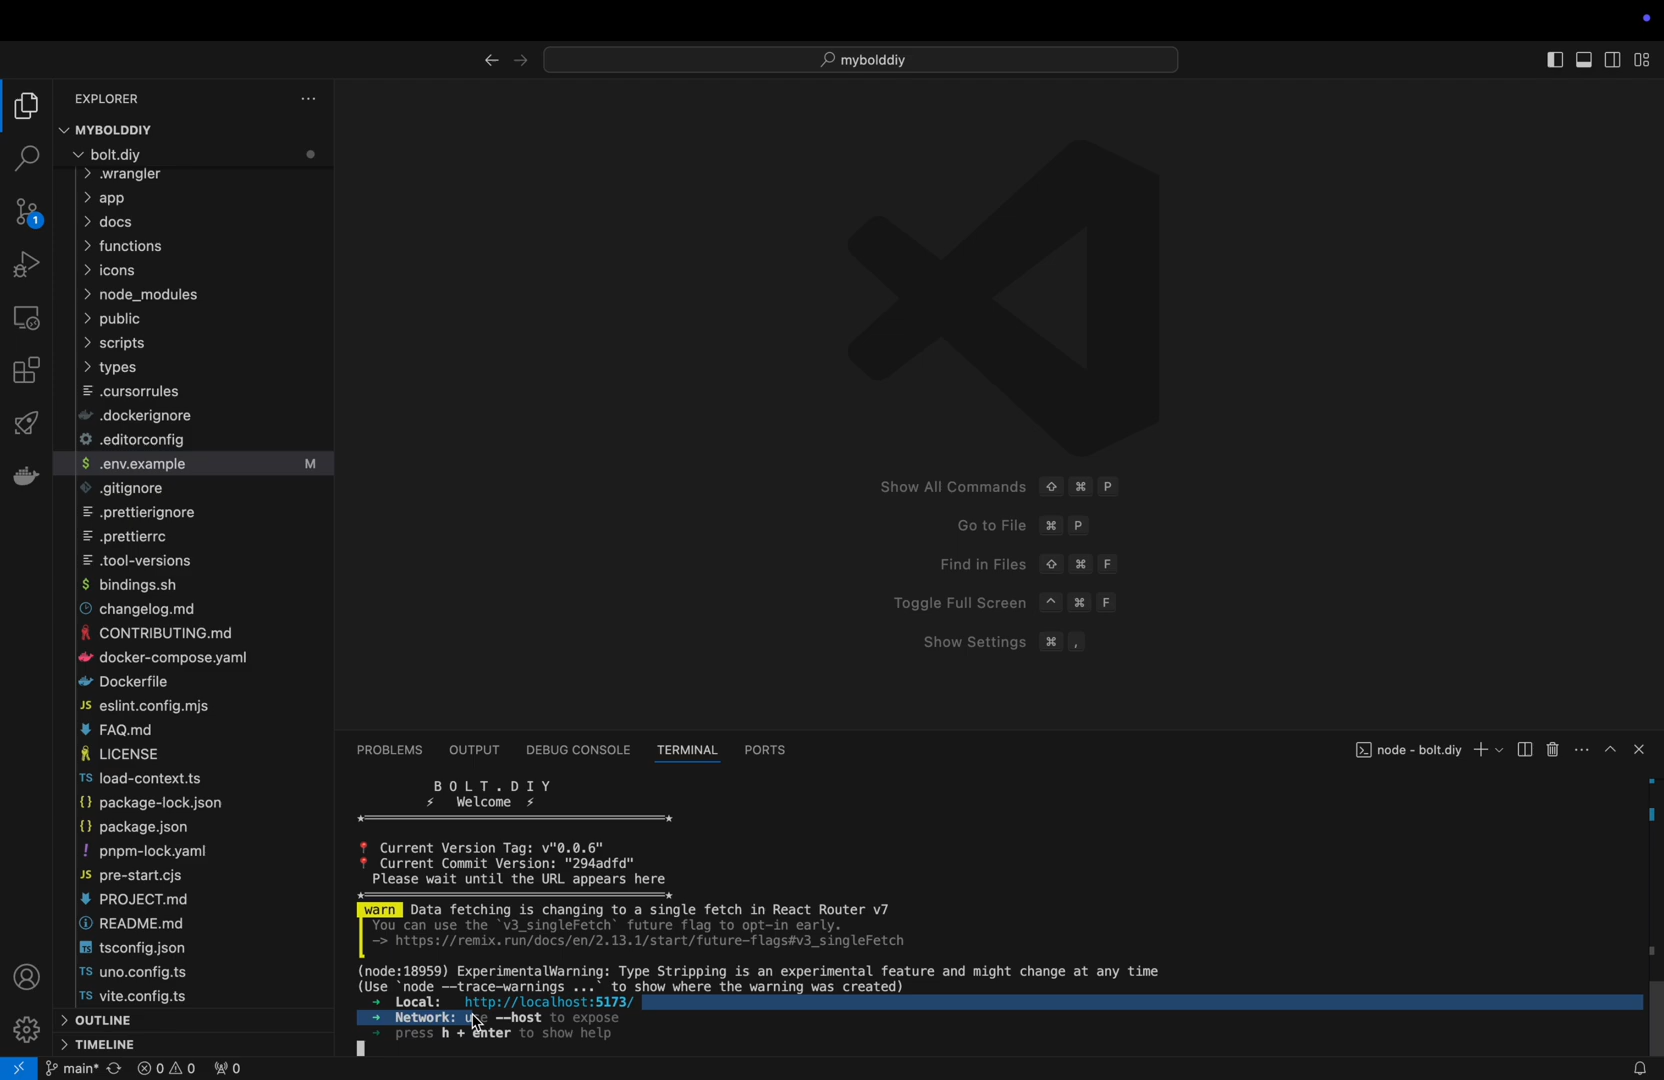 mybolddiy
EXPLORER
MYBOLDDIY
bolt.diy
.wrangler
app
docs
functions
icons
node_modules
public
scripts
types
.cursorrules
.dockerignore
.editorconfig
$ .env.example M
.gitignore
.prettierignore
.prettierrc
.tool-versions
$ bindings.sh
changelog.md
CONTRIBUTING.md
docker-compose.yaml
Dockerfile
JS eslint.config.mjs
FAQ.md
LICENSE
TS load-context.ts
{} package-lock.json
{} package.json
! pnpm-lock.yaml
JS pre-start.cjs
PROJECT.md
README.md
TS tsconfig.json
TS uno.config.ts
TS vite.config.ts
OUTLINE
TIMELINE
1
Show All Commands ⇧ ⌘ P
Go to File ⌘ P
Find in Files ⇧ ⌘ F
Toggle Full Screen ^ ⌘ F
Show Settings ⌘ ,
PROBLEMS OUTPUT DEBUG CONSOLE TERMINAL PORTS
node - bolt.diy
B O L T . D I Y
⚡ Welcome ⚡
📍 Current Version Tag: v"0.0.6"
📍 Current Commit Version: "294adfd"
Please wait until the URL appears here
warn Data fetching is changing to a single fetch in React Router v7
You can use the `v3_singleFetch` future flag to opt-in early.
-> https://remix.run/docs/en/2.13.1/start/future-flags#v3_singleFetch
(node:18959) ExperimentalWarning: Type Stripping is an experimental feature and might change at any time
(Use `node --trace-warnings ...` to show where the warning was created)
➜ Local: http://localhost:5173/
➜ Network: use --host to expose
➜ press h + enter to show help
main* 0 0 0